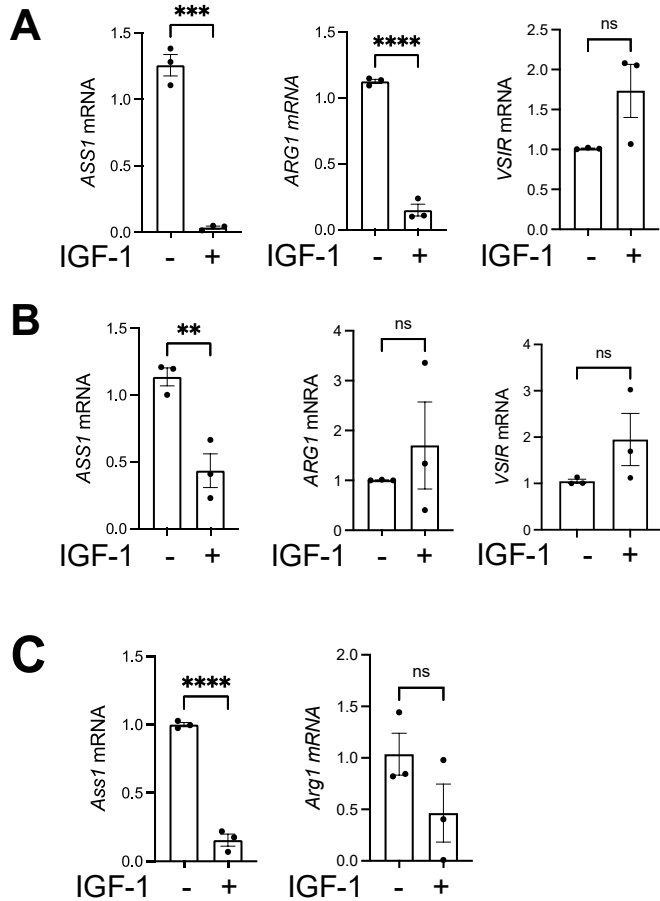 A
***
1.5
1.0
0.5
0.0
ASS1 mRNA
IGF-1 - +
****
1.5
1.0
0.5
0.0
ARG1 mRNA
- +
ns
2.5
2.0
1.5
1.0
0.5
0.0
VSIR mRNA
IGF-1 - +
B
**
1.5
1.0
0.5
0.0
ASS1 mRNA
IGF-1 - +
ns
4
3
2
1
0
ARG1 mNRA
IGF-1 - +
ns
4
3
2
1
0
VSIR mRNA
IGF-1 - +
C
****
1.5
1.0
0.5
0.0
Ass1 mRNA
IGF-1 - +
ns
2.0
1.5
1.0
0.5
0.0
Arg1 mRNA
IGF-1 - +